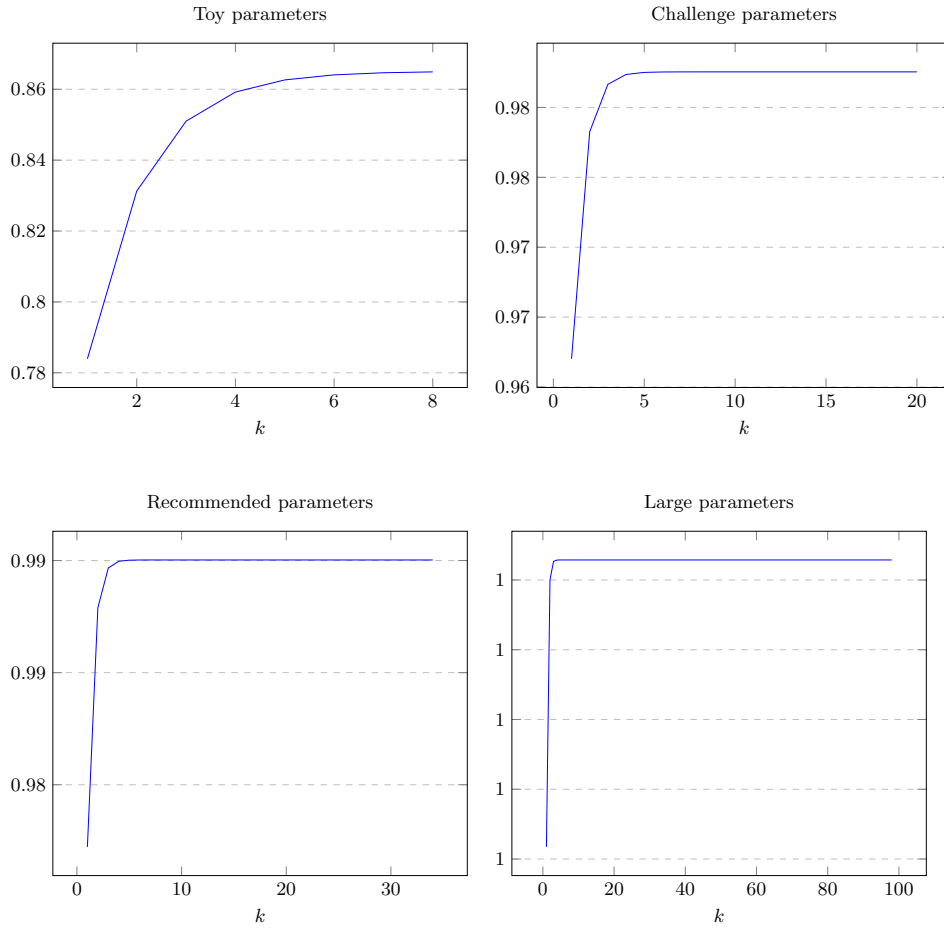 Toy parameters
0.86
0.84
0.82
0.8
0.78
2 4 6 8
k
Challenge parameters
0.98
0.98
0.97
0.97
0.96
0 5 10 15 20
k
Recommended parameters
0.99
0.99
0.98
0 10 20 30
k
Large parameters
1
1
1
1
1
0 20 40 60 80 100
k